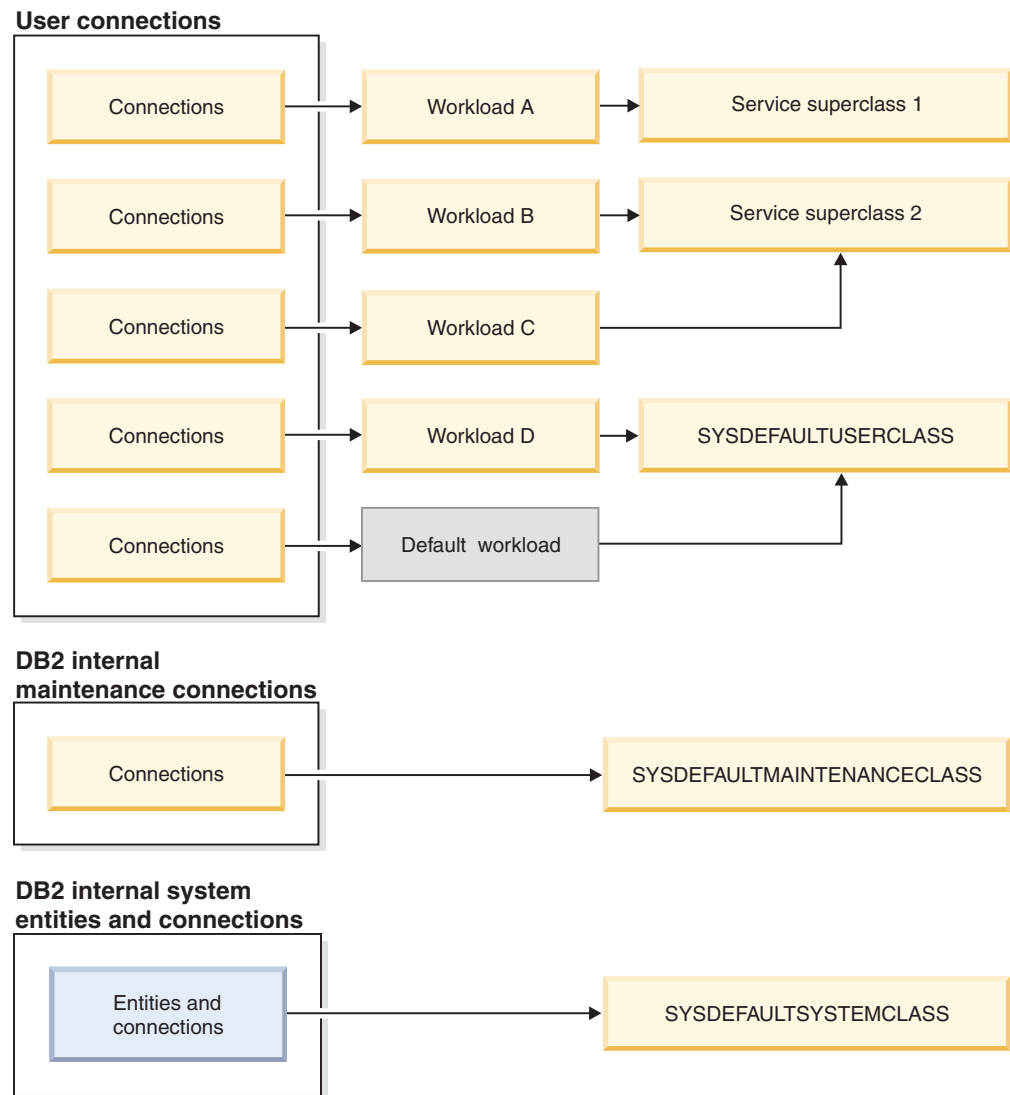 User connections
Connections
Workload A
Service superclass 1
Connections
Workload B
Service superclass 2
Connections
Workload C
Connections
Workload D
SYSDEFAULTUSERCLASS
Connections
Default workload
DB2 internal
maintenance connections
Connections
SYSDEFAULTMAINTENANCECLASS
DB2 internal system
entities and connections
Entities and
connections
SYSDEFAULTSYSTEMCLASS